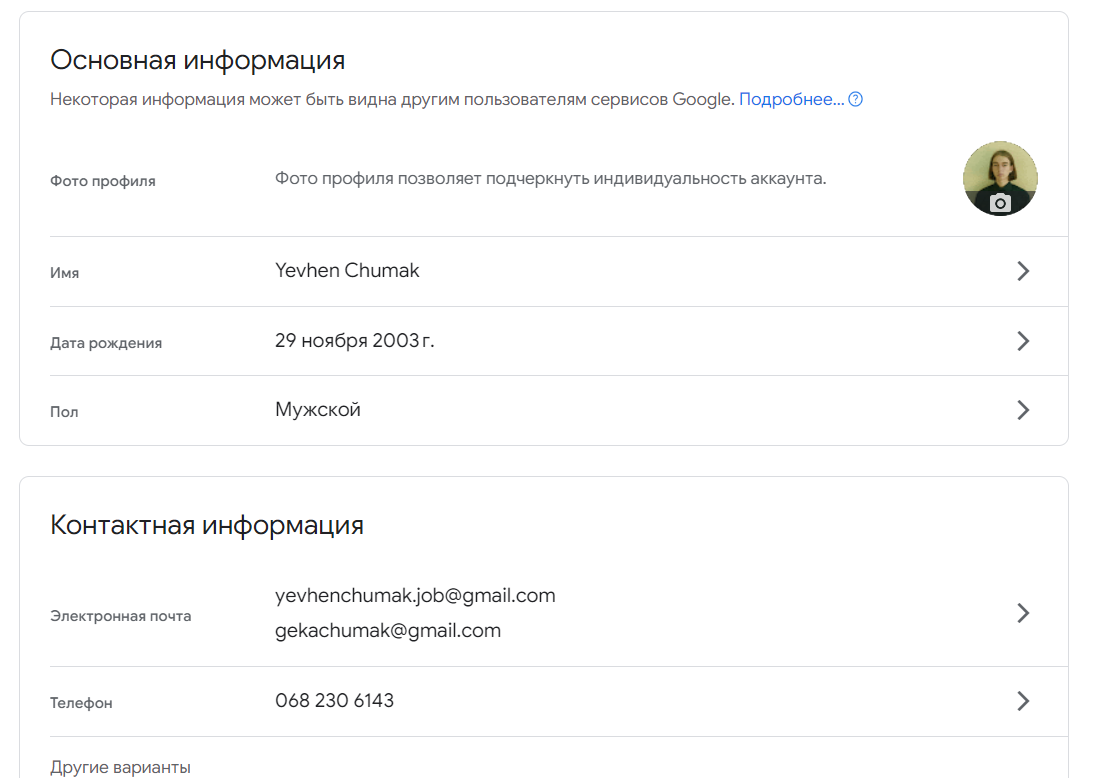 Основная информация
Некоторая информация может быть видна другим пользователям сервисов Google. Подробнее...
Фото профиля
Фото профиля позволяет подчеркнуть индивидуальность аккаунта.
Имя
Yevhen Chumak
Дата рождения
29 ноября 2003 г.
Пол
Мужской
Контактная информация
Электронная почта
yevhenchumak.job@gmail.com
gekachumak@gmail.com
Телефон
068 230 6143
Другие варианты